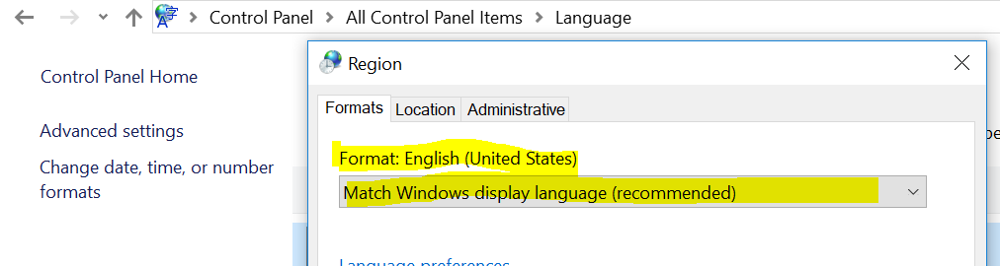 Control Panel > All Control Panel Items > Language
Control Panel Home
Advanced settings
Change date, time, or number
formats
Region
Formats
Location
Administrative
Format: English (United States)
Match Windows display language (recommended)
Language preferences